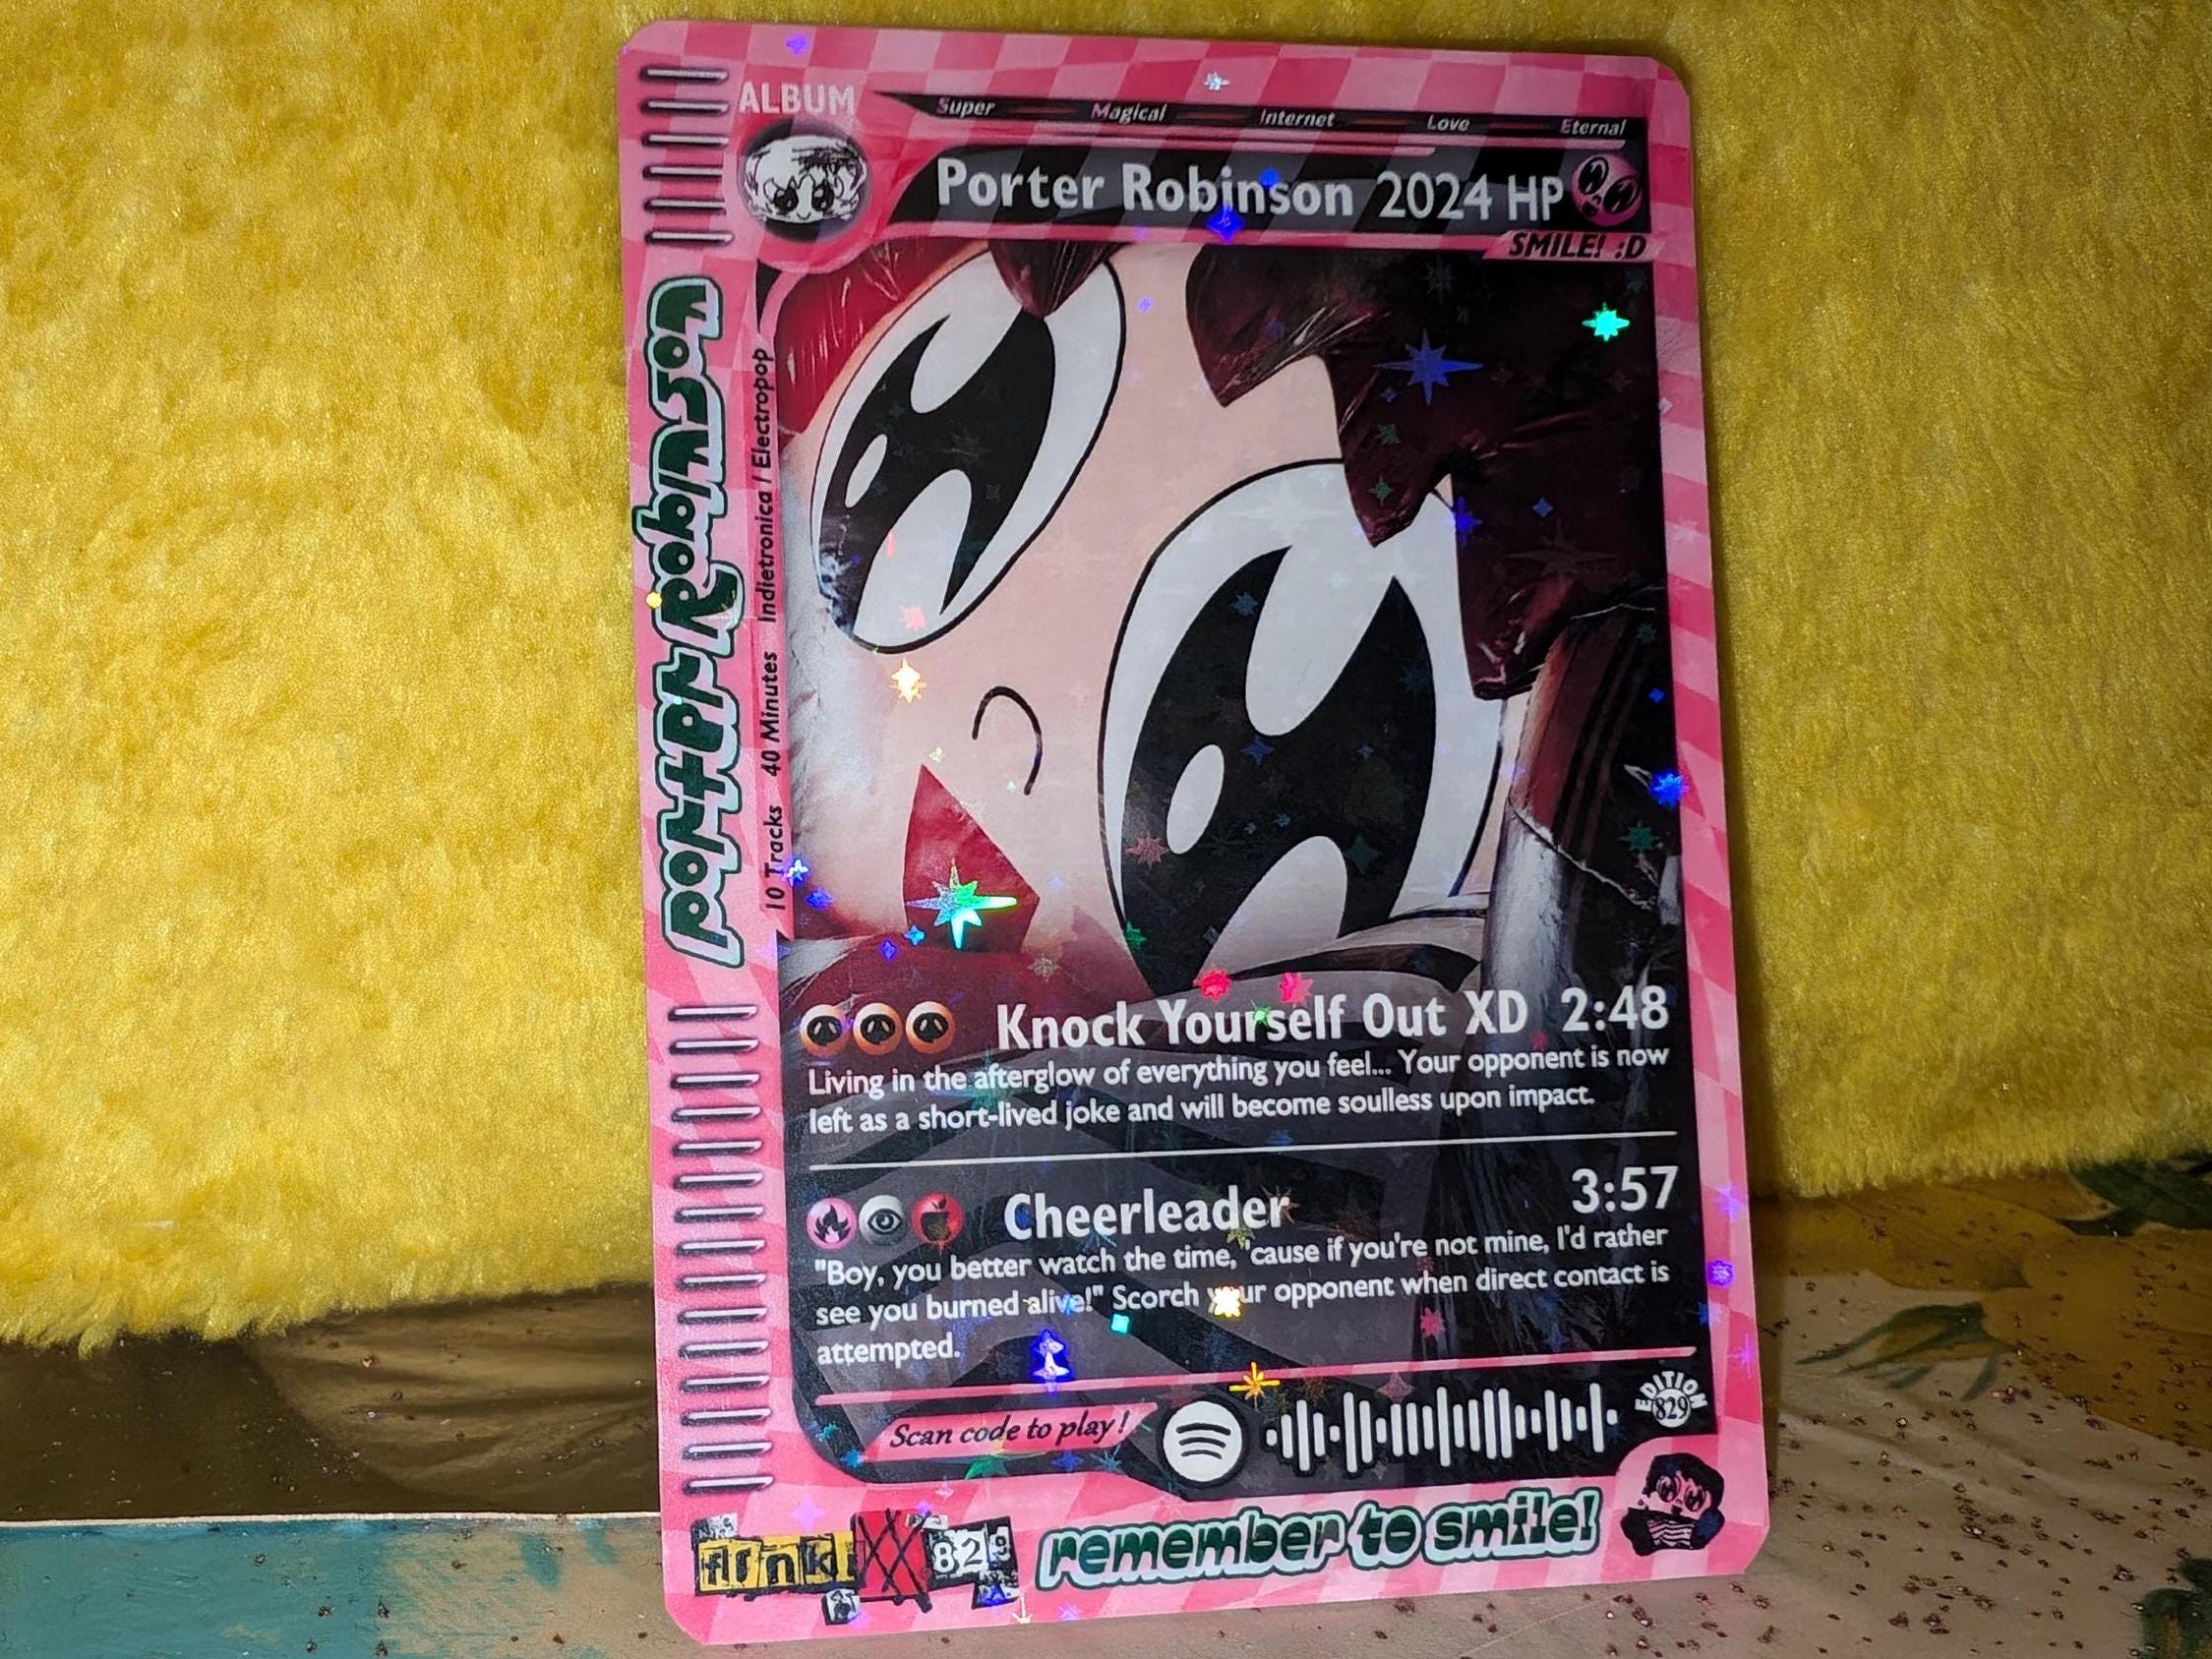 ALBUM
Super Magical Internet Love Eternal
Porter Robinson 2024 HP
SMILE! :D
porter robinson
10 Tracks 40 Minutes Indietronica / Electropop
Knock Yourself Out XD 2:48
Living in the afterglow of everything you feel... Your opponent is now
left as a short-lived joke and will become soulless upon impact.
Cheerleader 3:57
"Boy, you better watch the time, 'cause if you're not mine, I'd rather
see you burned alive!" Scorch your opponent when direct contact is
attempted.
Scan code to play !
EDITION
829
829
remember to smile!